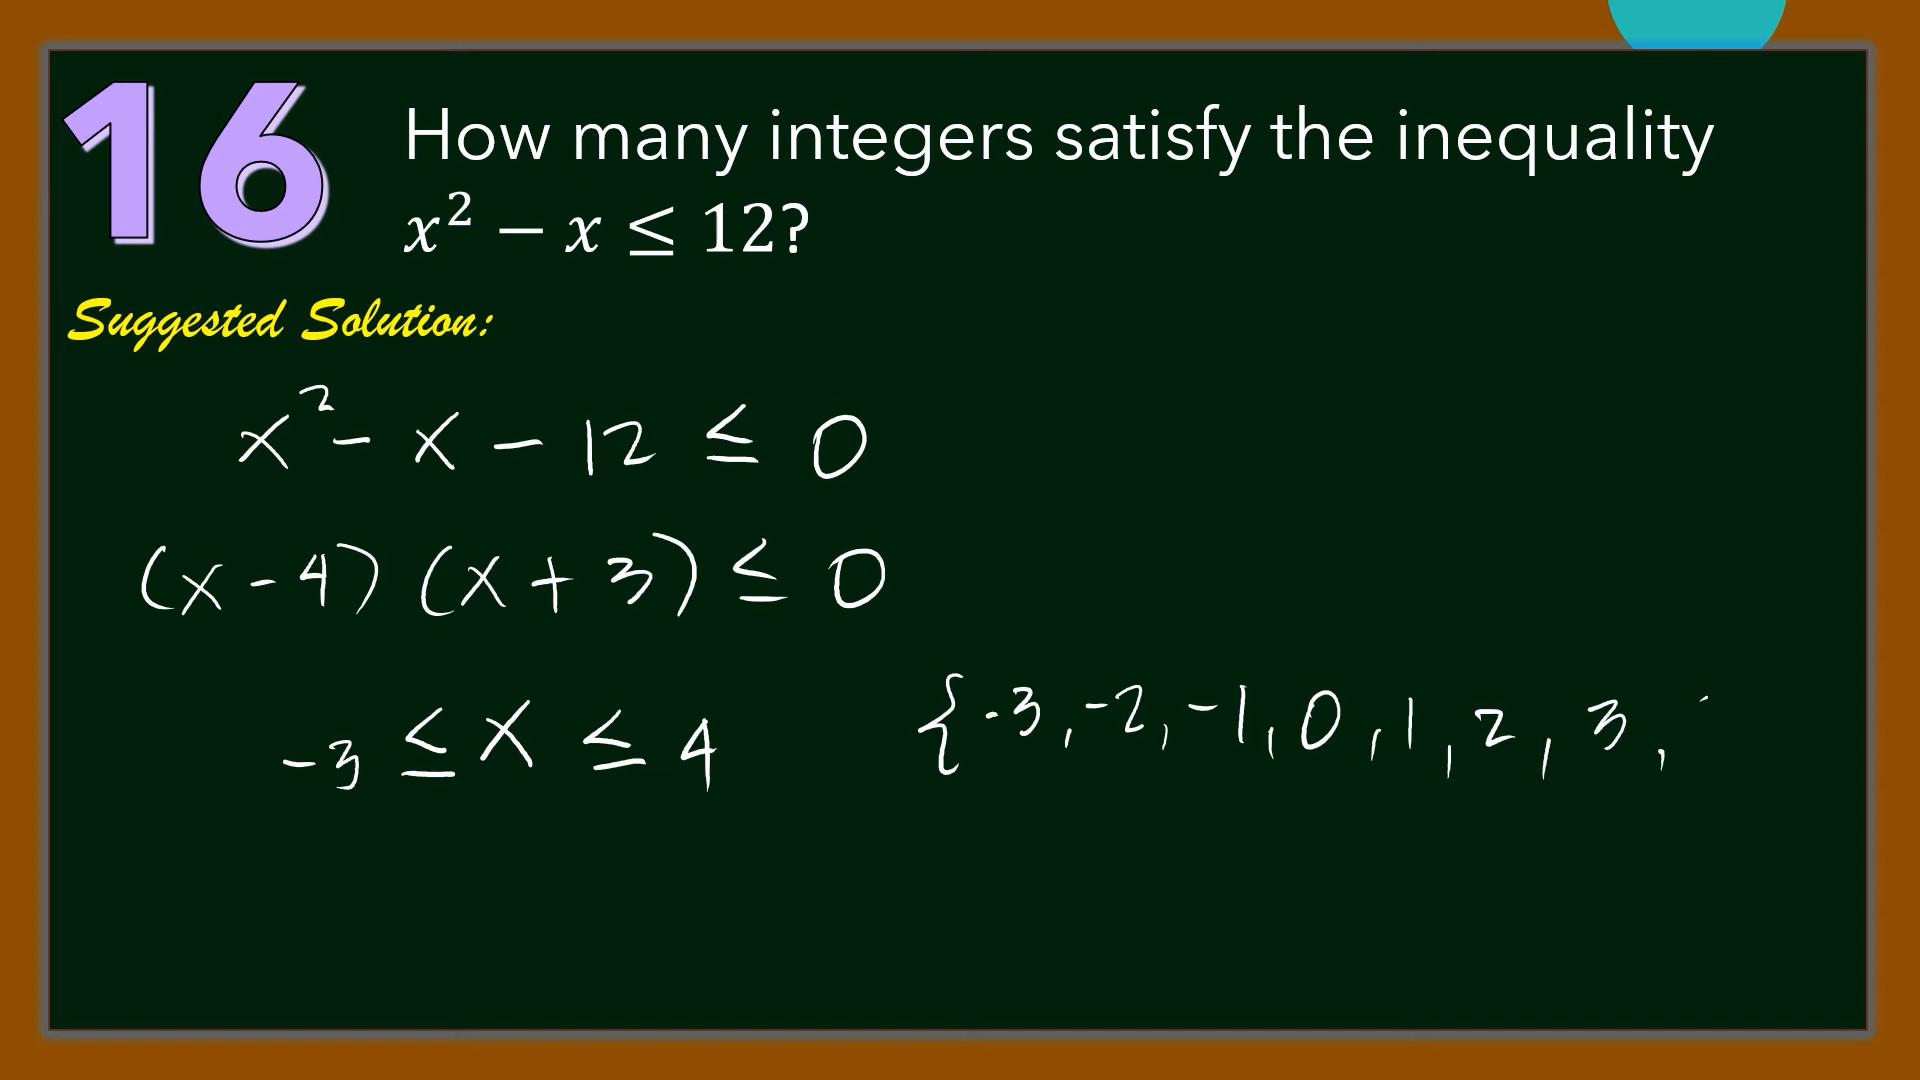 16
How many integers satisfy the inequality
x² − x ≤ 12?
Suggested Solution:
x² - x - 12 ≤ 0
(x - 4) (x + 3) ≤ 0
-3 ≤ x ≤ 4
{-3, -2, -1, 0, 1, 2, 3,